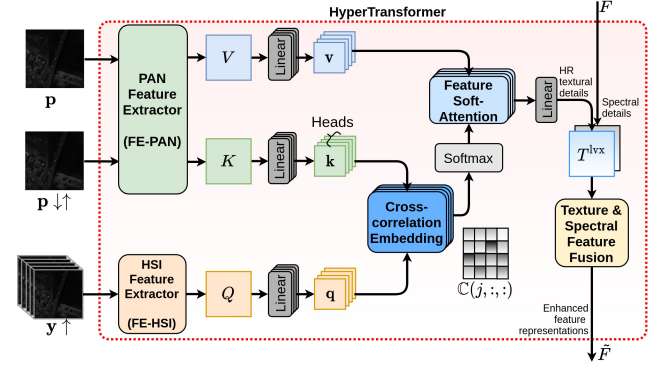 HyperTransformer
F
p
PAN
Feature
Extractor
(FE-PAN)
V
Linear
v
Feature
Soft-
Attention
Linear
HR
textural
details
Spectral
details
Heads
p ↓↑
K
Linear
k
Softmax
T^lvx
Cross-
correlation
Embedding
Texture &
Spectral
Feature
Fusion
ℂ(j, :, :)
y ↑
HSI
Feature
Extractor
(FE-HSI)
Q
Linear
q
Enhanced
feature
representations
F̃